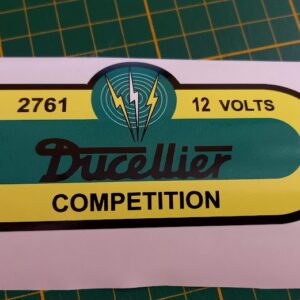 2761 12 VOLTS
Ducellier
COMPETITION